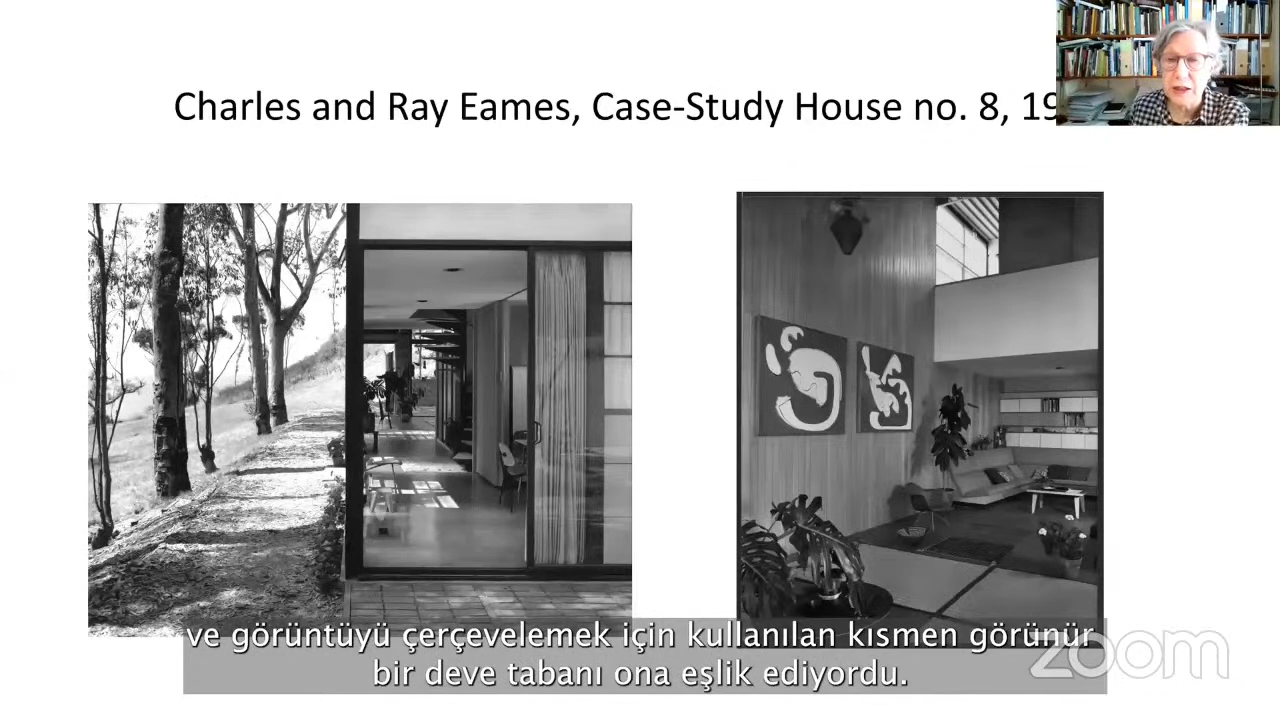 Charles and Ray Eames, Case-Study House no. 8, 19
ve görüntüyü çerçevelemek için kullanılan kısmen görünür
bir deve tabanı ona eşlik ediyordu.
zoom